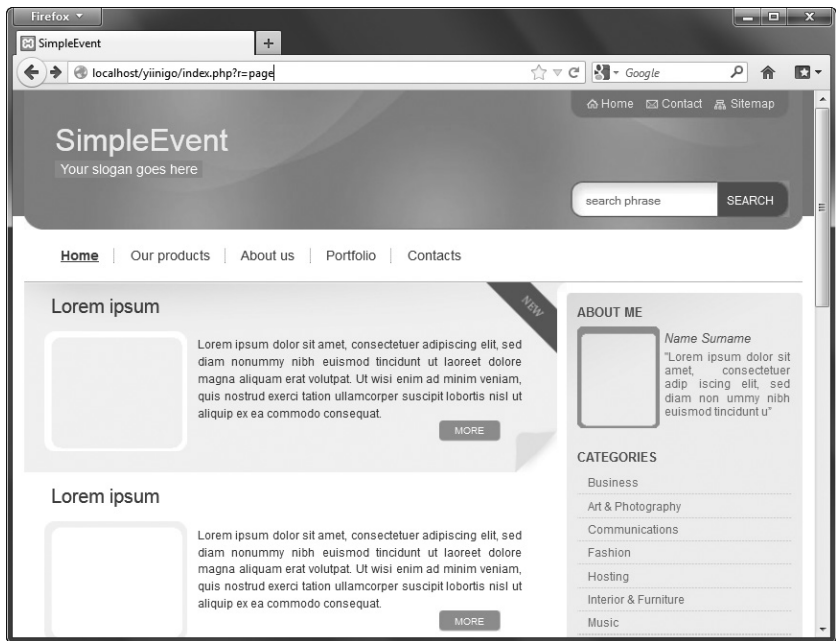 Firefox
SimpleEvent
localhost/yiinigo/index.php?r=page
Google
Home Contact Sitemap
SimpleEvent
Your slogan goes here
search phrase SEARCH
Home Our products About us Portfolio Contacts
Lorem ipsum
NEW
Lorem ipsum dolor sit amet, consectetuer adipiscing elit, sed
diam nonummy nibh euismod tincidunt ut laoreet dolore
magna aliquam erat volutpat. Ut wisi enim ad minim veniam,
quis nostrud exerci tation ullamcorper suscipit lobortis nisl ut
aliquip ex ea commodo consequat.
MORE
Lorem ipsum
Lorem ipsum dolor sit amet, consectetuer adipiscing elit, sed
diam nonummy nibh euismod tincidunt ut laoreet dolore
magna aliquam erat volutpat. Ut wisi enim ad minim veniam,
quis nostrud exerci tation ullamcorper suscipit lobortis nisl ut
aliquip ex ea commodo consequat.
MORE
ABOUT ME
Name Surname
"Lorem ipsum dolor sit
amet, consectetuer
adip iscing elit, sed
diam non ummy nibh
euismod tincidunt u"
CATEGORIES
Business
Art & Photography
Communications
Fashion
Hosting
Interior & Furniture
Music